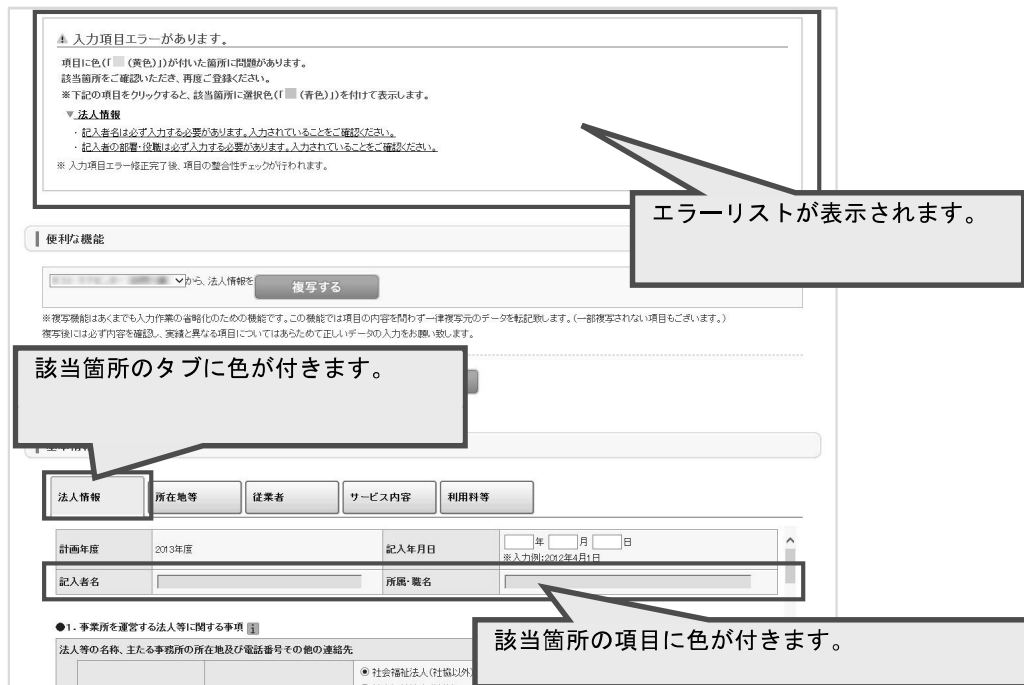 入力項目エラーがあります。
項目に色(「 (黄色)」)が付いた箇所に問題があります。
該当箇所をご確認いただき、再度ご登録ください。
※下記の項目をクリックすると、該当箇所に選択色(「 (青色)」)を付けて表示します。
▼法人情報
・記入者名は必ず入力する必要があります。入力されていることをご確認ください。
・記入者の部署・役職は必ず入力する必要があります。入力されていることをご確認ください。
※ 入力項目エラー修正完了後、項目の整合性チェックが行われます。
エラーリストが表示されます。
便利な機能
から、法人情報を 複写する
※複写機能はあくまでも入力作業の省略化のための機能です。この機能では項目の内容を問わず一律複写元のデータを転記致します。(一部複写されない項目もございます。)
複写後には必ず内容を確認し、実績と異なる項目についてはあらためて正しいデータの入力をお願い致します。
該当箇所のタブに色が付きます。
法人情報 所在地等 従業者 サービス内容 利用料等
計画年度 2013年度 記入年月日 年 月 日
※入力例:2012年4月1日
記入者名 所属・職名
●1. 事業所を運営する法人等に関する事項 i
法人等の名称、主たる事務所の所在地及び電話番号その他の連絡先
社会福祉法人(社協以外)
該当箇所の項目に色が付きます。